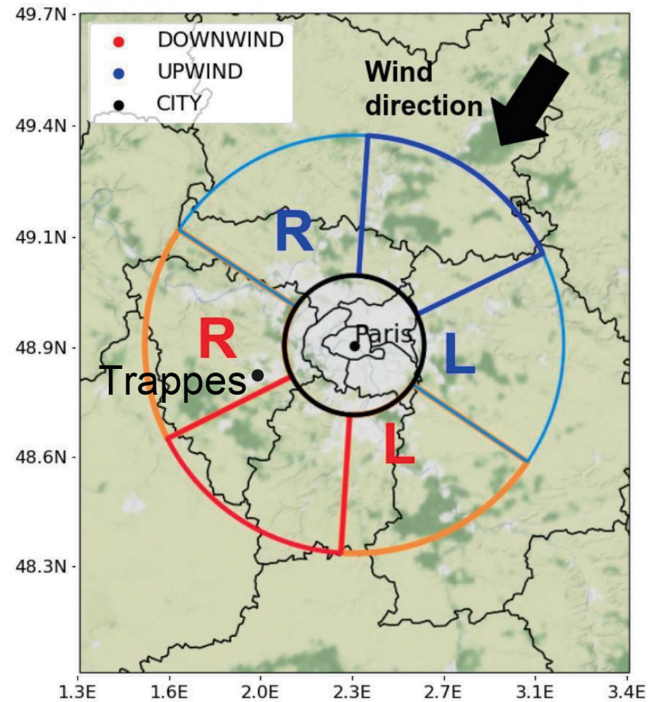 49.7N
DOWNWIND
UPWIND
CITY
Wind
direction
49.4N
R
49.1N
Paris
R
L
48.9N
Trappes
L
48.6N
48.3N
1.3E 1.6E 2.0E 2.3E 2.7E 3.1E 3.4E